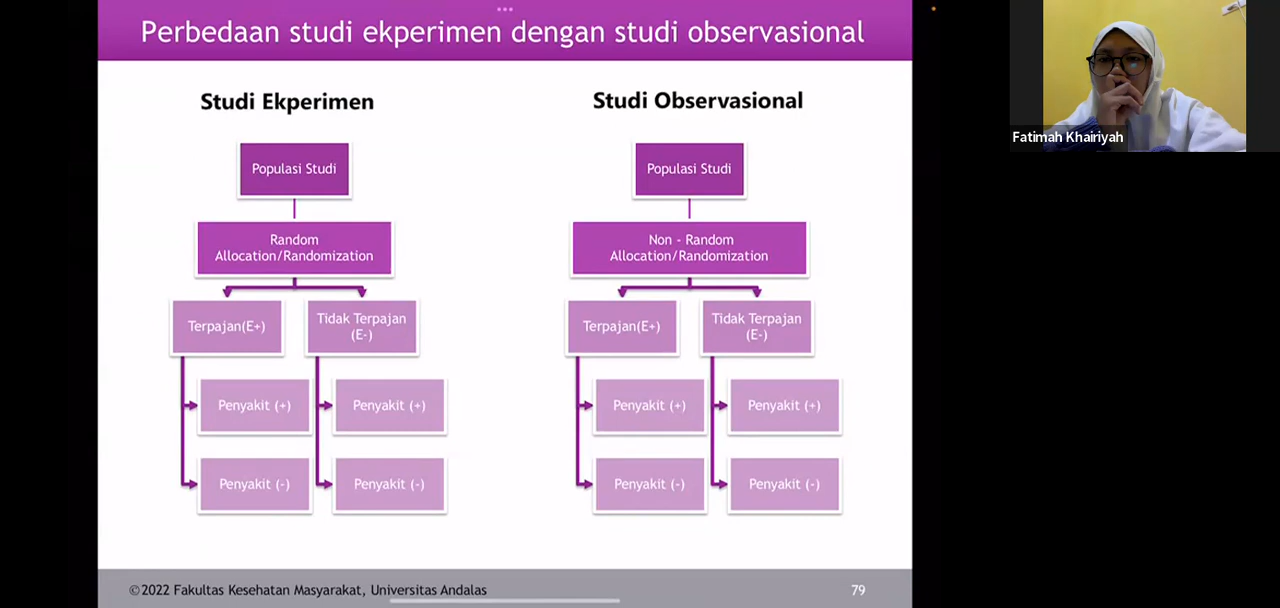 Perbedaan studi ekperimen dengan studi observasional
Fatimah Khairiyah
Studi Ekperimen
Populasi Studi
Random
Allocation/Randomization
Terpajan(E+)
Tidak Terpajan
(E-)
Penyakit (+)
Penyakit (+)
Penyakit (-)
Penyakit (-)
Studi Observasional
Populasi Studi
Non - Random
Allocation/Randomization
Terpajan(E+)
Tidak Terpajan
(E-)
Penyakit (+)
Penyakit (+)
Penyakit (-)
Penyakit (-)
©2022 Fakultas Kesehatan Masyarakat, Universitas Andalas
79